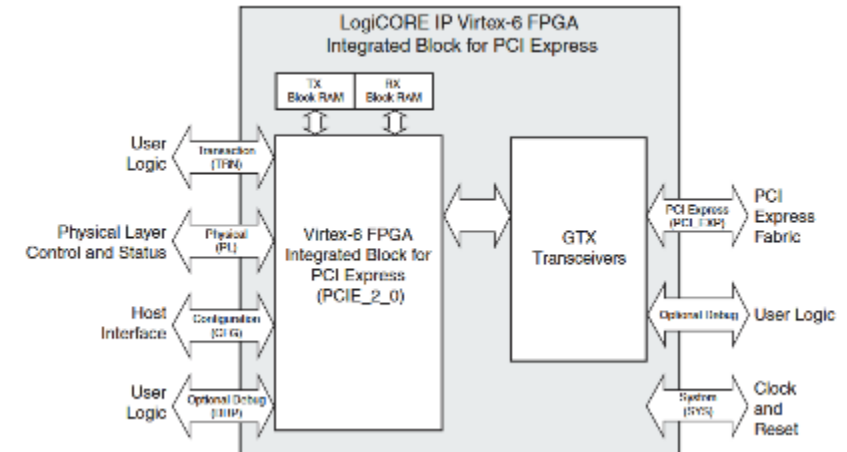 LogiCORE IP Virtex-6 FPGA
Integrated Block for PCI Express
TX
Block RAM
RX
Block RAM
User
Logic
Transaction
(TRN)
Physical Layer
Control and Status
Physical
(PL)
Host
Interface
Configuration
(CFG)
User
Logic
Optional Debug
(DRP)
Virtex-6 FPGA
Integrated Block for
PCI Express
(PCIE_2_0)
GTX
Transceivers
PCI Express
(PCI_EXP)
PCI
Express
Fabric
Optional Debug
User Logic
System
(SYS)
Clock
and
Reset